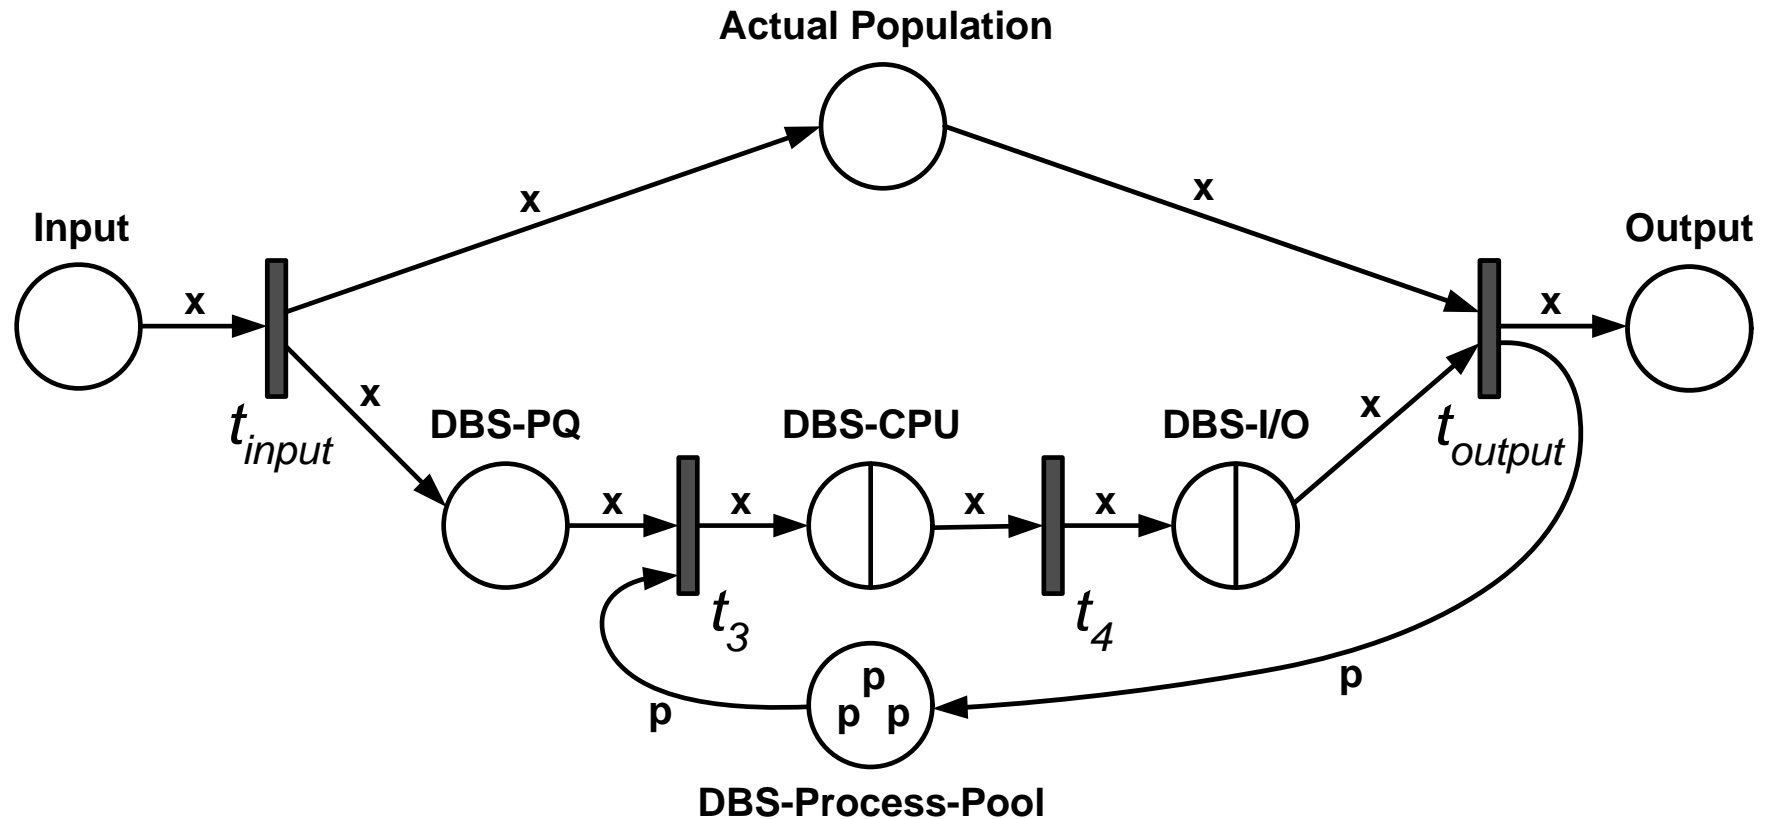 Actual Population
x
x
Input
Output
x
x
t_input
x
DBS-PQ
DBS-CPU
DBS-I/O
x
t_output
x
x
x
x
t_3
t_4
p
p p
p
p
DBS-Process-Pool